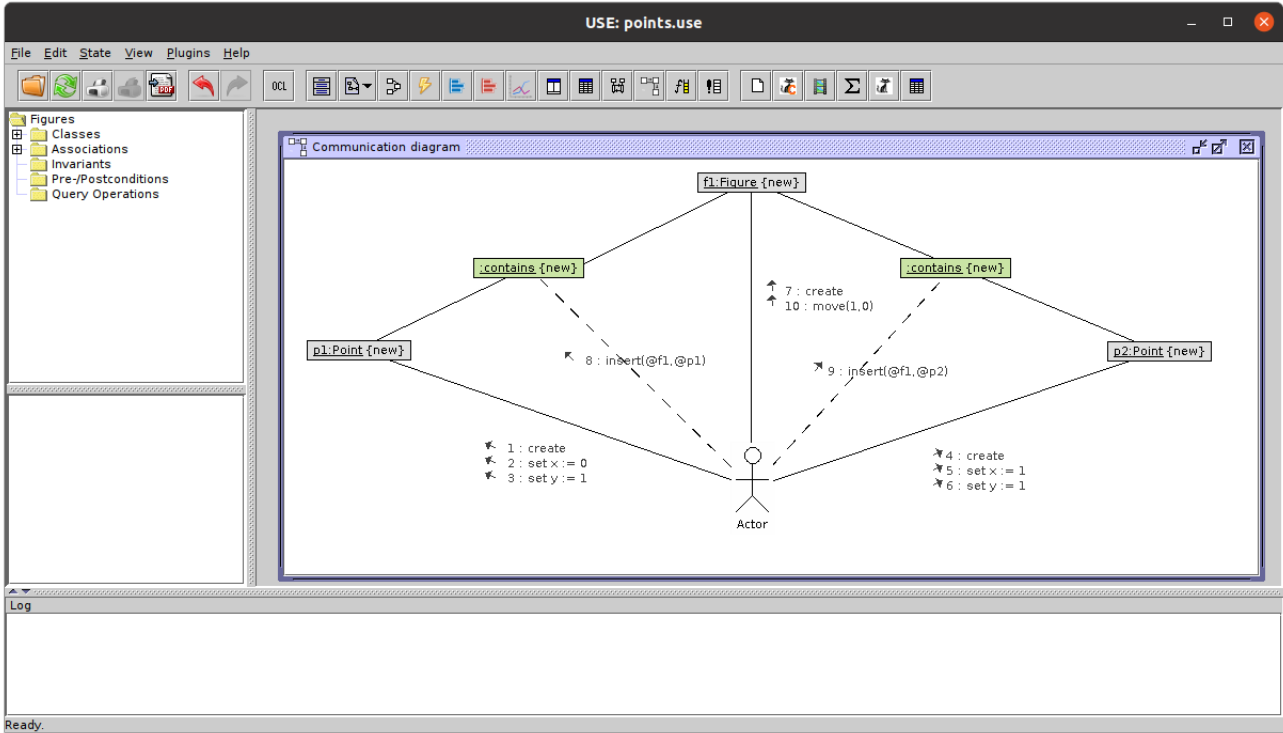 USE: points.use
File Edit State View Plugins Help
PDF OCL
Figures
Classes
Associations
Invariants
Pre-/Postconditions
Query Operations
Communication diagram
f1:Figure {new}
:contains {new}
:contains {new}
7 : create
10 : move(1,0)
p1:Point {new}
p2:Point {new}
8 : insert(@f1,@p1)
9 : insert(@f1,@p2)
1 : create
2 : set x := 0
3 : set y := 1
4 : create
5 : set x := 1
6 : set y := 1
Actor
Log
Ready.